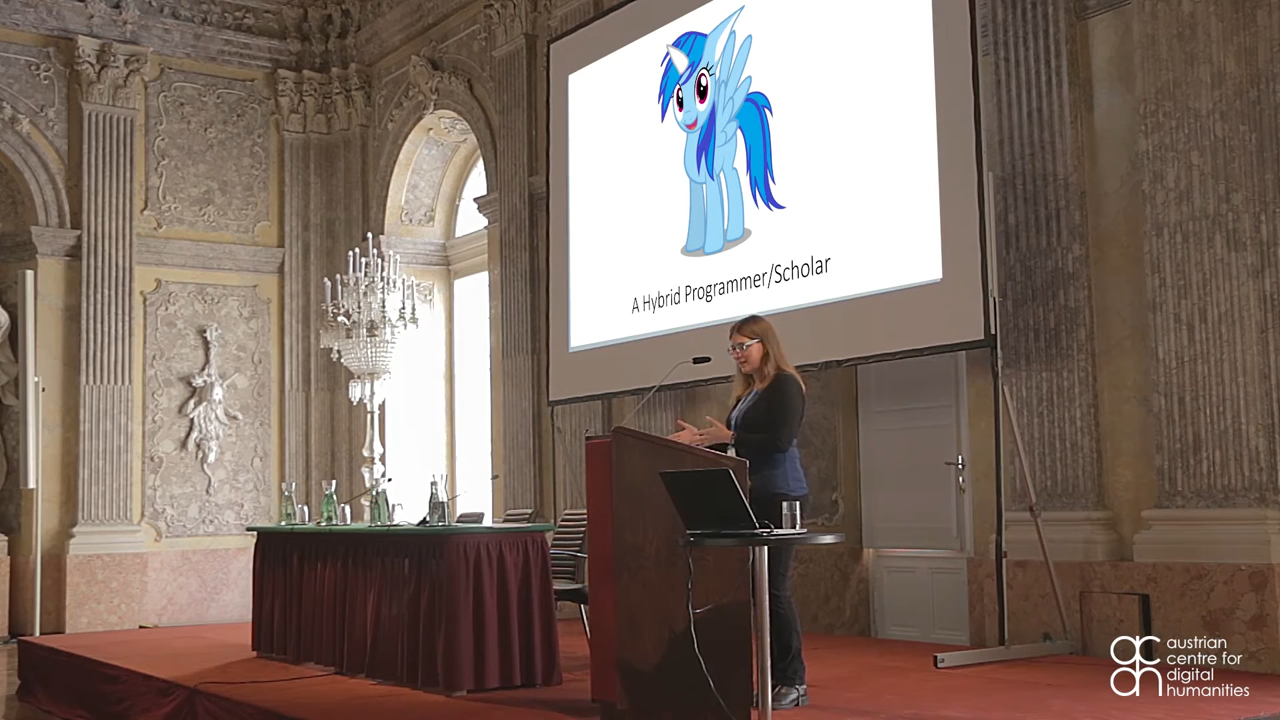 A Hybrid Programmer/Scholar
austrian
centre for
digital
humanities